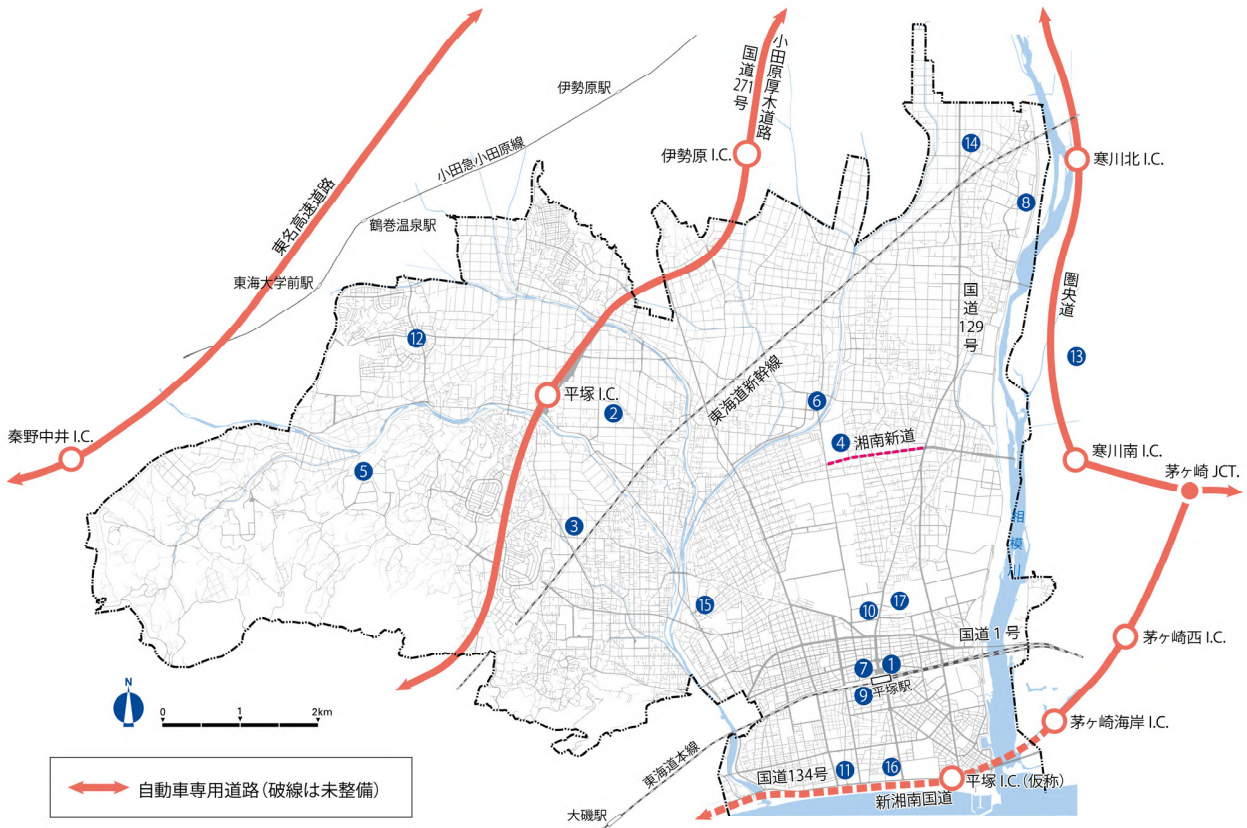 小田原厚木道路
国道271号
伊勢原駅
小田急小田原線
伊勢原 I.C.
14
寒川北 I.C.
8
東名高速道路
鶴巻温泉駅
東海大学前駅
圏央道
国道129号
12
13
東海道新幹線
平塚 I.C.
2
6
秦野中井 I.C.
4
湘南新道
寒川南 I.C.
5
茅ヶ崎 JCT.
3
相模川
15
10
17
国道1号
茅ヶ崎西 I.C.
7
1
平塚駅
9
N
0
1
2km
茅ヶ崎海岸 I.C.
東海道本線
国道134号
11
16
平塚 I.C.(仮称)
自動車専用道路(破線は未整備)
新湘南国道
大磯駅